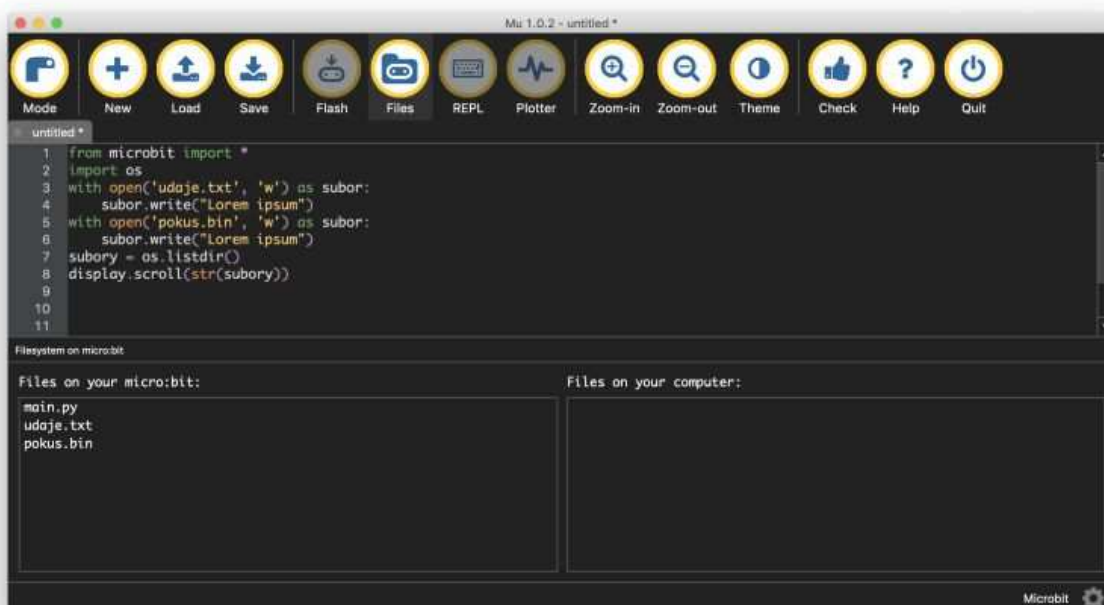 Mu 1.0.2 - untitled *
Mode New Load Save Flash Files REPL Plotter Zoom-in Zoom-out Theme Check Help Quit
untitled *
1 from microbit import *
2 import os
3 with open('udaje.txt', 'w') as subor:
4     subor.write("Lorem ipsum")
5 with open('pokus.bin', 'w') as subor:
6     subor.write("Lorem ipsum")
7 subory = os.listdir()
8 display.scroll(str(subory))
9
10
11
Filesystem on micro:bit
Files on your micro:bit: Files on your computer:
main.py
udaje.txt
pokus.bin
Microbit